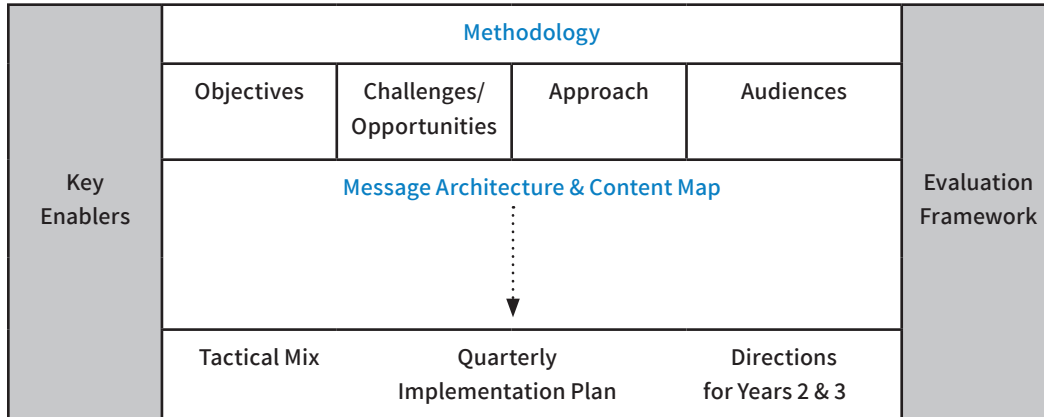 Methodology
Objectives
Challenges/
Opportunities
Approach
Audiences
Key
Enablers
Message Architecture & Content Map
Evaluation
Framework
Tactical Mix
Quarterly
Implementation Plan
Directions
for Years 2 & 3